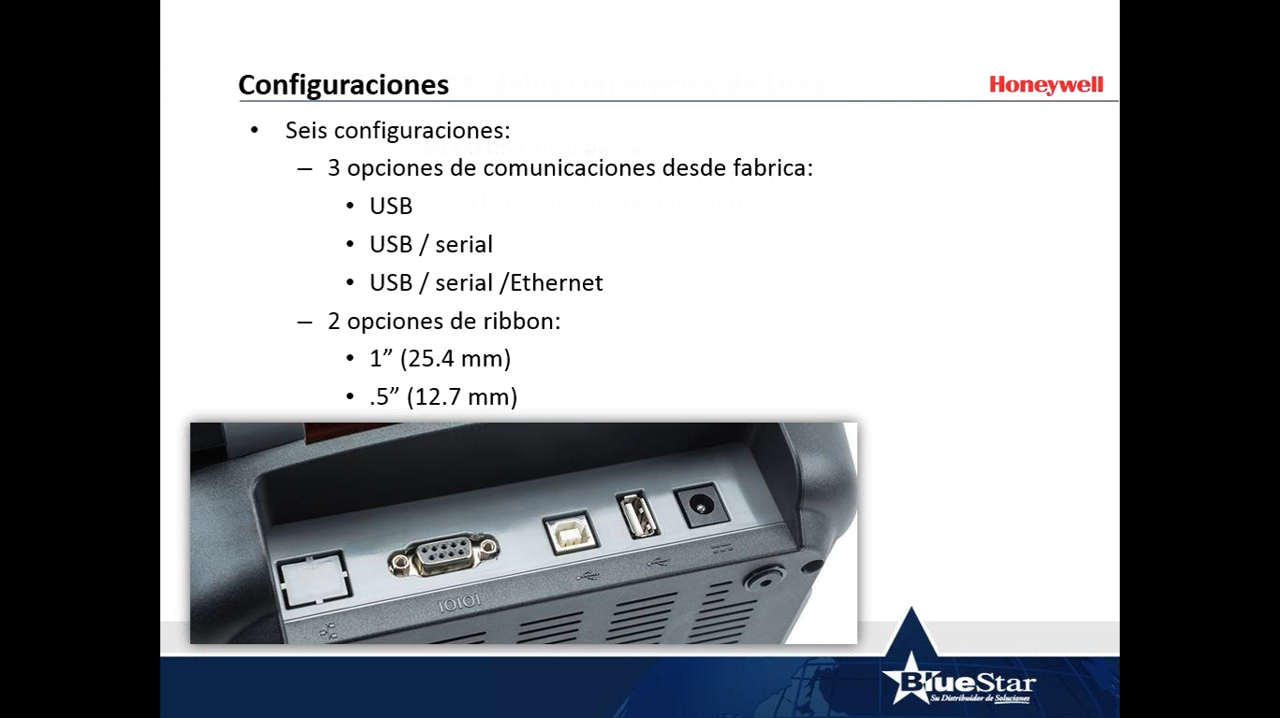 Configuraciones
Honeywell
• Seis configuraciones:
– 3 opciones de comunicaciones desde fabrica:
• USB
• USB / serial
• USB / serial /Ethernet
– 2 opciones de ribbon:
• 1” (25.4 mm)
• .5” (12.7 mm)
IOIOI
BlueStar
Su Distribuidor de Soluciones